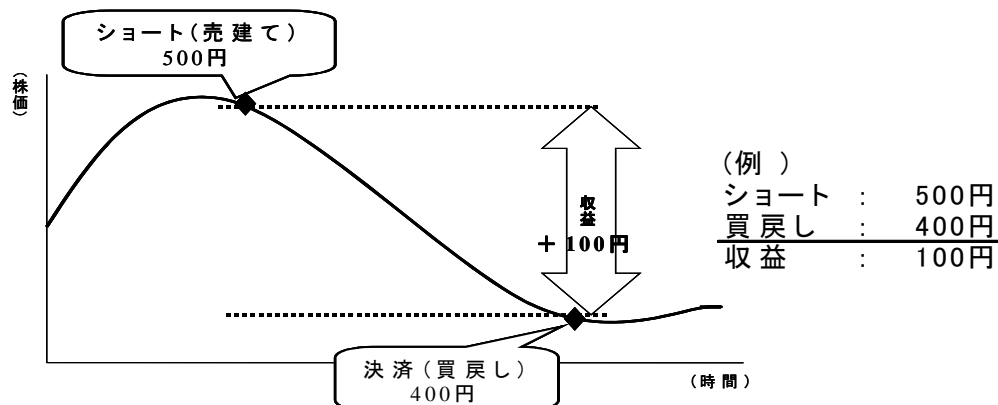 ショート(売建て)
500円
(株価)
収益
+100円
(例)
ショート : 500円
買戻し : 400円
収益 : 100円
決済(買戻し)
400円
(時間)